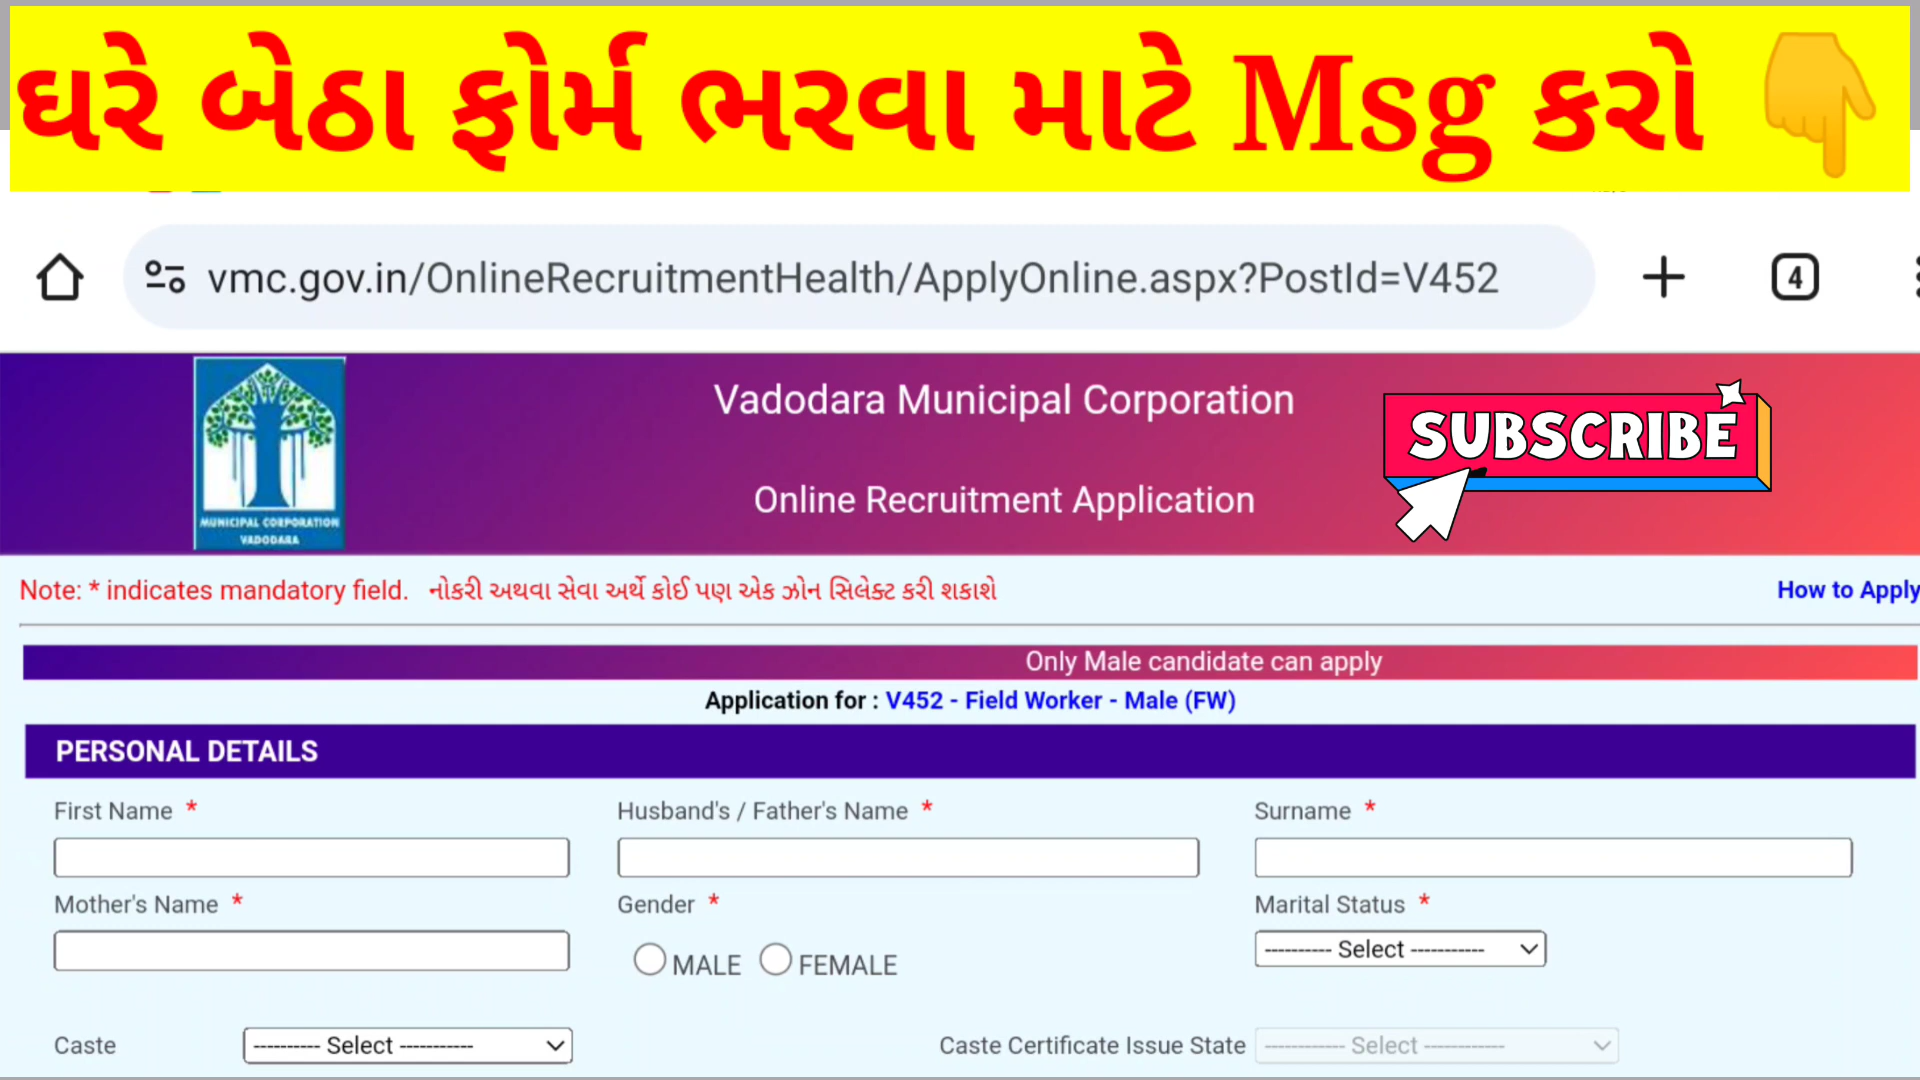 ઘરે બેઠા ફોર્મ ભરવા માટે Msg કરો
vmc.gov.in/OnlineRecruitmentHealth/ApplyOnline.aspx?PostId=V452
4
MUNICIPAL CORPORATION
VADODARA
Vadodara Municipal Corporation
SUBSCRIBE
Online Recruitment Application
Note: * indicates mandatory field. નોકરી અથવા સેવા અર્થે કોઈ પણ એક ઝોન સિલેક્ટ કરી શકાશે
How to Apply
Only Male candidate can apply
Application for : V452 - Field Worker - Male (FW)
PERSONAL DETAILS
First Name * Husband's / Father's Name * Surname *
Mother's Name * Gender * Marital Status *
MALE FEMALE ---------- Select -----------
Caste ---------- Select ----------- Caste Certificate Issue State ------------ Select ------------